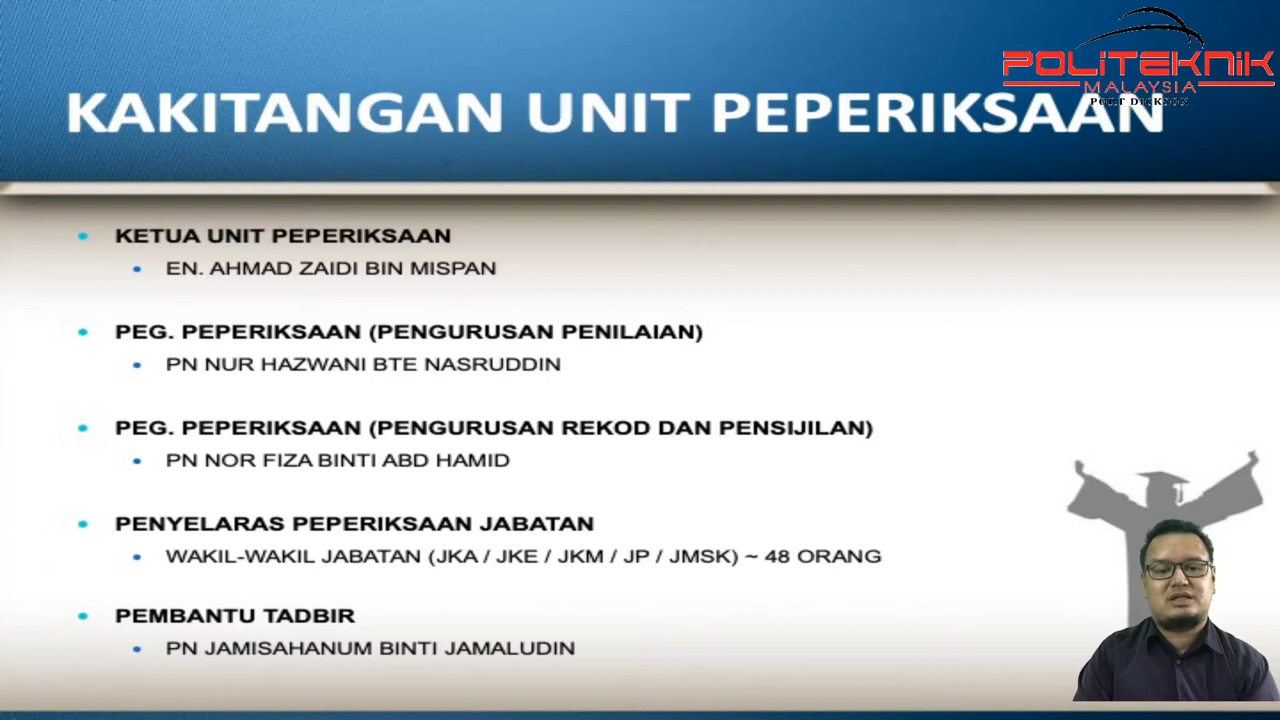 POLITEKNIK
MALAYSIA
PORT DICKSON
KAKITANGAN UNIT PEPERIKSAAN
• KETUA UNIT PEPERIKSAAN
• EN. AHMAD ZAIDI BIN MISPAN
• PEG. PEPERIKSAAN (PENGURUSAN PENILAIAN)
• PN NUR HAZWANI BTE NASRUDDIN
• PEG. PEPERIKSAAN (PENGURUSAN REKOD DAN PENSIJILAN)
• PN NOR FIZA BINTI ABD HAMID
• PENYELARAS PEPERIKSAAN JABATAN
• WAKIL-WAKIL JABATAN (JKA / JKE / JKM / JP / JMSK) ~ 48 ORANG
• PEMBANTU TADBIR
• PN JAMISAHANUM BINTI JAMALUDIN